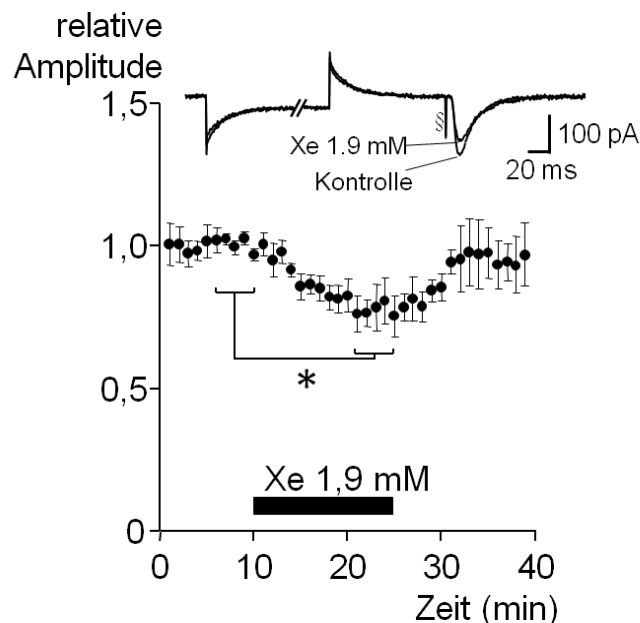 relative
Amplitude
1,5
§
Xe 1.9 mM
Kontrolle
100 pA
20 ms
1,0
0,5
*
Xe 1,9 mM
0
0 10 20 30 40
Zeit (min)